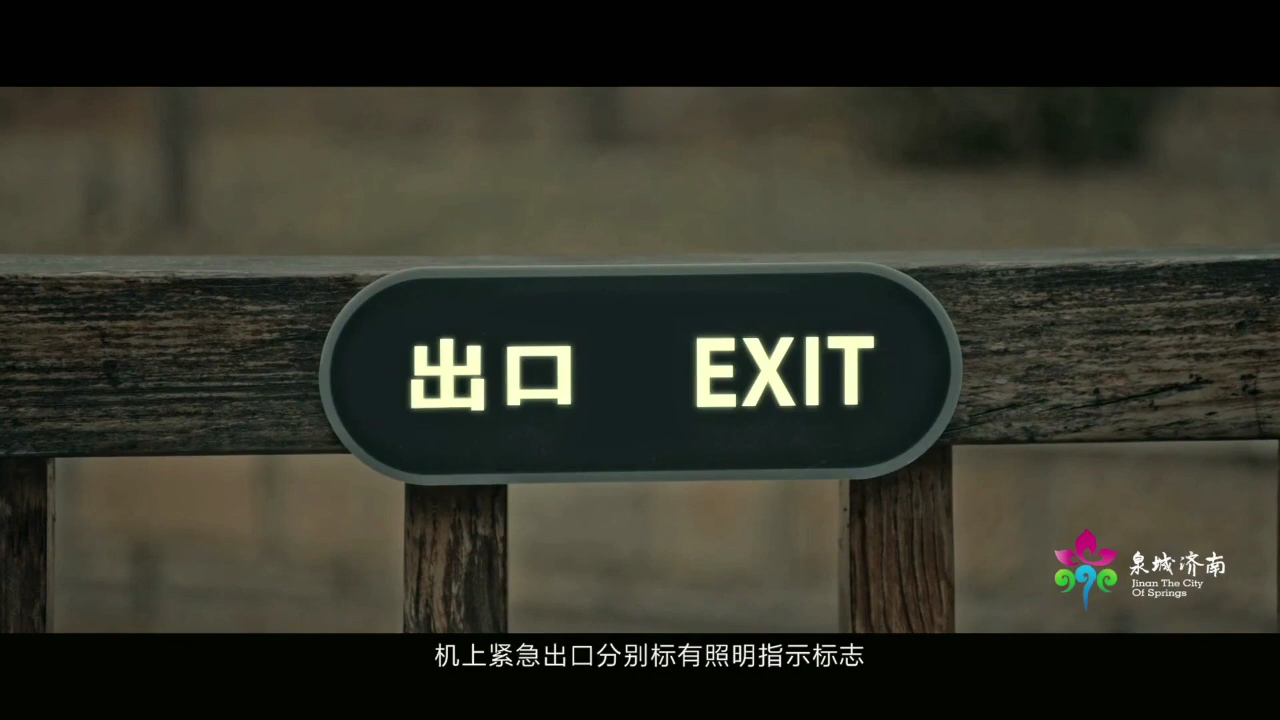 出口 EXIT
泉城济南
Jinan The City
Of Springs
机上紧急出口分别标有照明指示标志